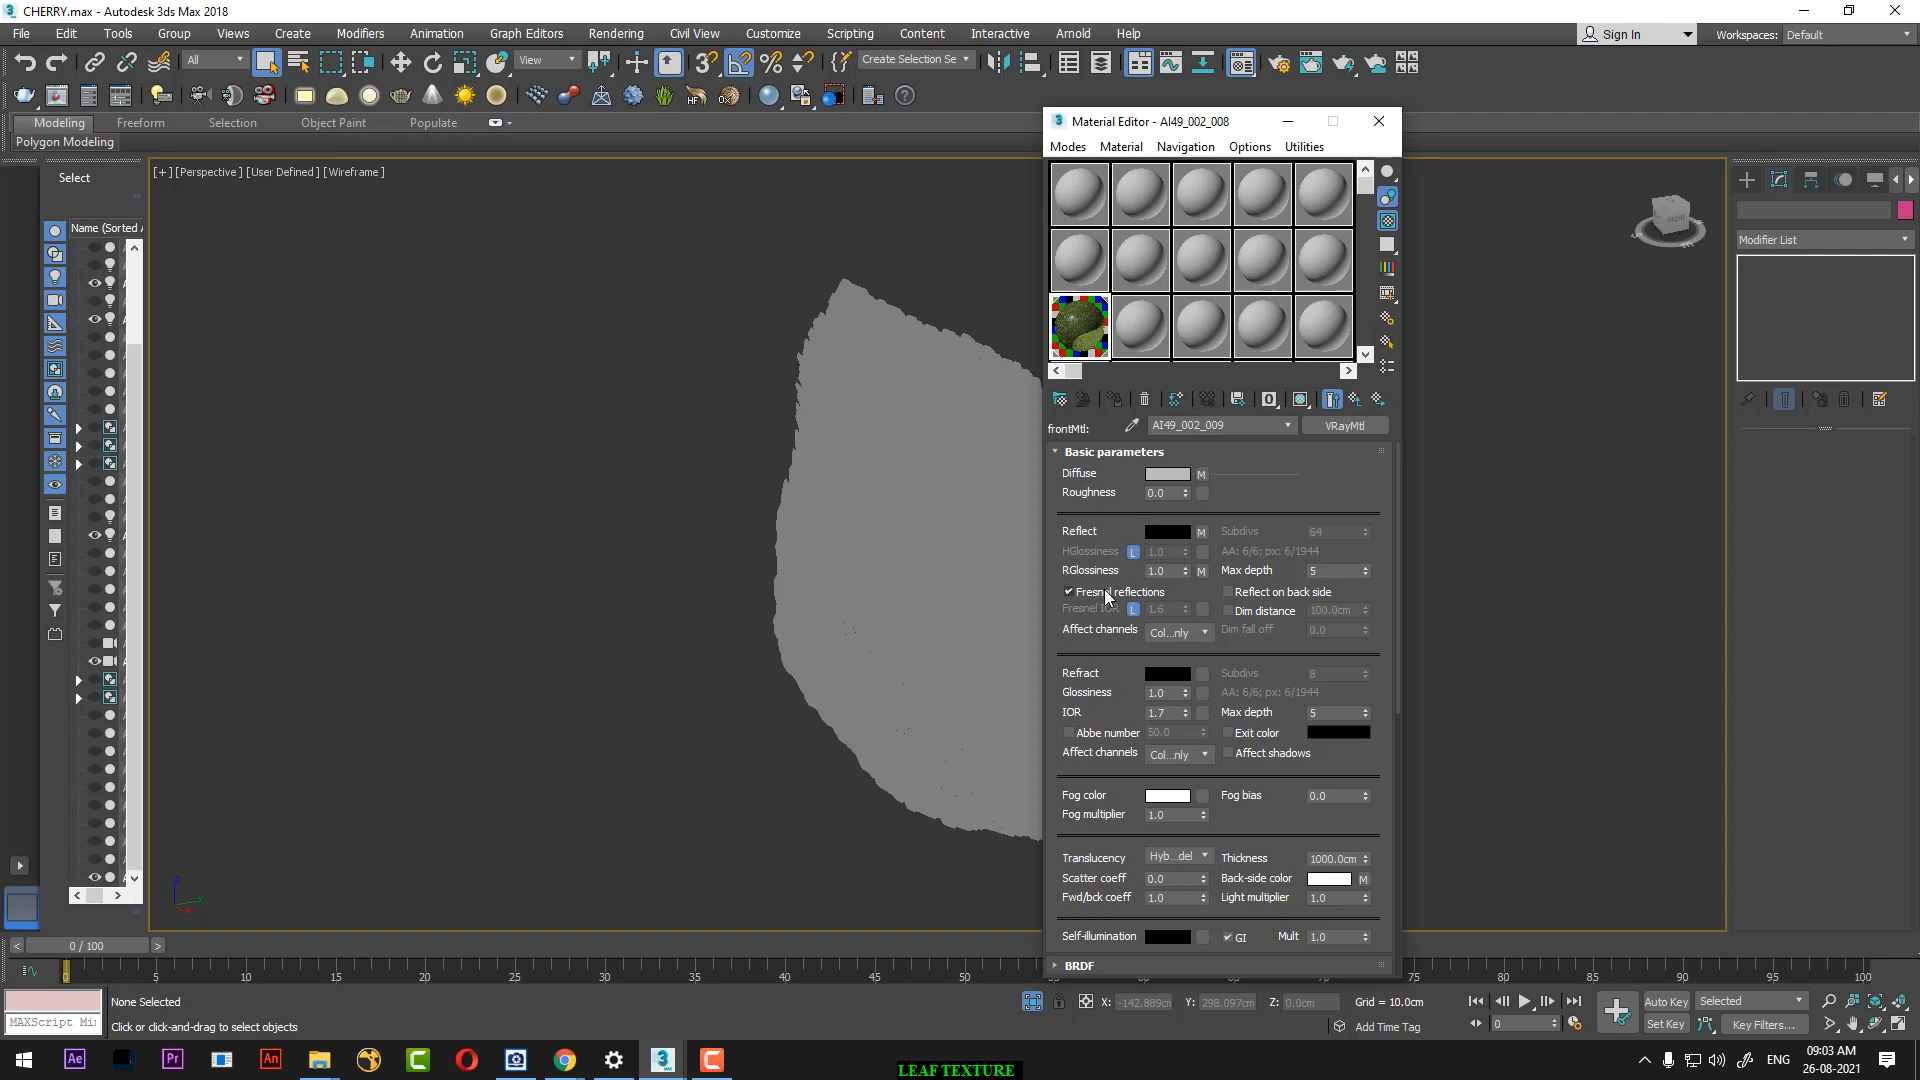 CHERRY.max - Autodesk 3ds Max 2018
File Edit Tools Group Views Create Modifiers Animation Graph Editors Rendering Civil View Customize Scripting Content Interactive Arnold Help
Sign In Workspaces: Default
All View Create Selection Se
Modeling Freeform Selection Object Paint Populate
Polygon Modeling
Select
Name (Sorted A
[+] [Perspective ] [User Defined ] [Wireframe ]
Material Editor - AI49_002_008
Modes Material Navigation Options Utilities
frontMtl: AI49_002_009 VRayMtl
Basic parameters
Diffuse M
Roughness 0.0
Reflect M Subdivs 64
HGlossiness L 1.0 AA: 6/6; px: 6/1944
RGlossiness 1.0 M Max depth 5
Fresnel reflections Reflect on back side
Fresnel IOR L 1.6 Dim distance 100.0cm
Affect channels Col...nly Dim fall off 0.0
Refract Subdivs 8
Glossiness 1.0 AA: 6/6; px: 6/1944
IOR 1.7 Max depth 5
Abbe number 50.0 Exit color
Affect channels Col...nly Affect shadows
Fog color Fog bias 0.0
Fog multiplier 1.0
Translucency Hyb...del Thickness 1000.0cm
Scatter coeff 0.0 Back-side color M
Fwd/bck coeff 1.0 Light multiplier 1.0
Self-illumination GI Mult 1.0
BRDF
RIGHT
Modifier List
z
0 / 100
0 5 10 15 20 25 30 35 40 45 50 75 80 85 90 95 100
None Selected
MAXScript Mi
Click or click-and-drag to select objects
X: -142.889cm Y: 298.097cm Z: 0.0cm Grid = 10.0cm
Add Time Tag
0
Auto Key Selected
Set Key Key Filters...
Ae Pr An
LEAF TEXTURE
ENG 09:03 AM
26-08-2021